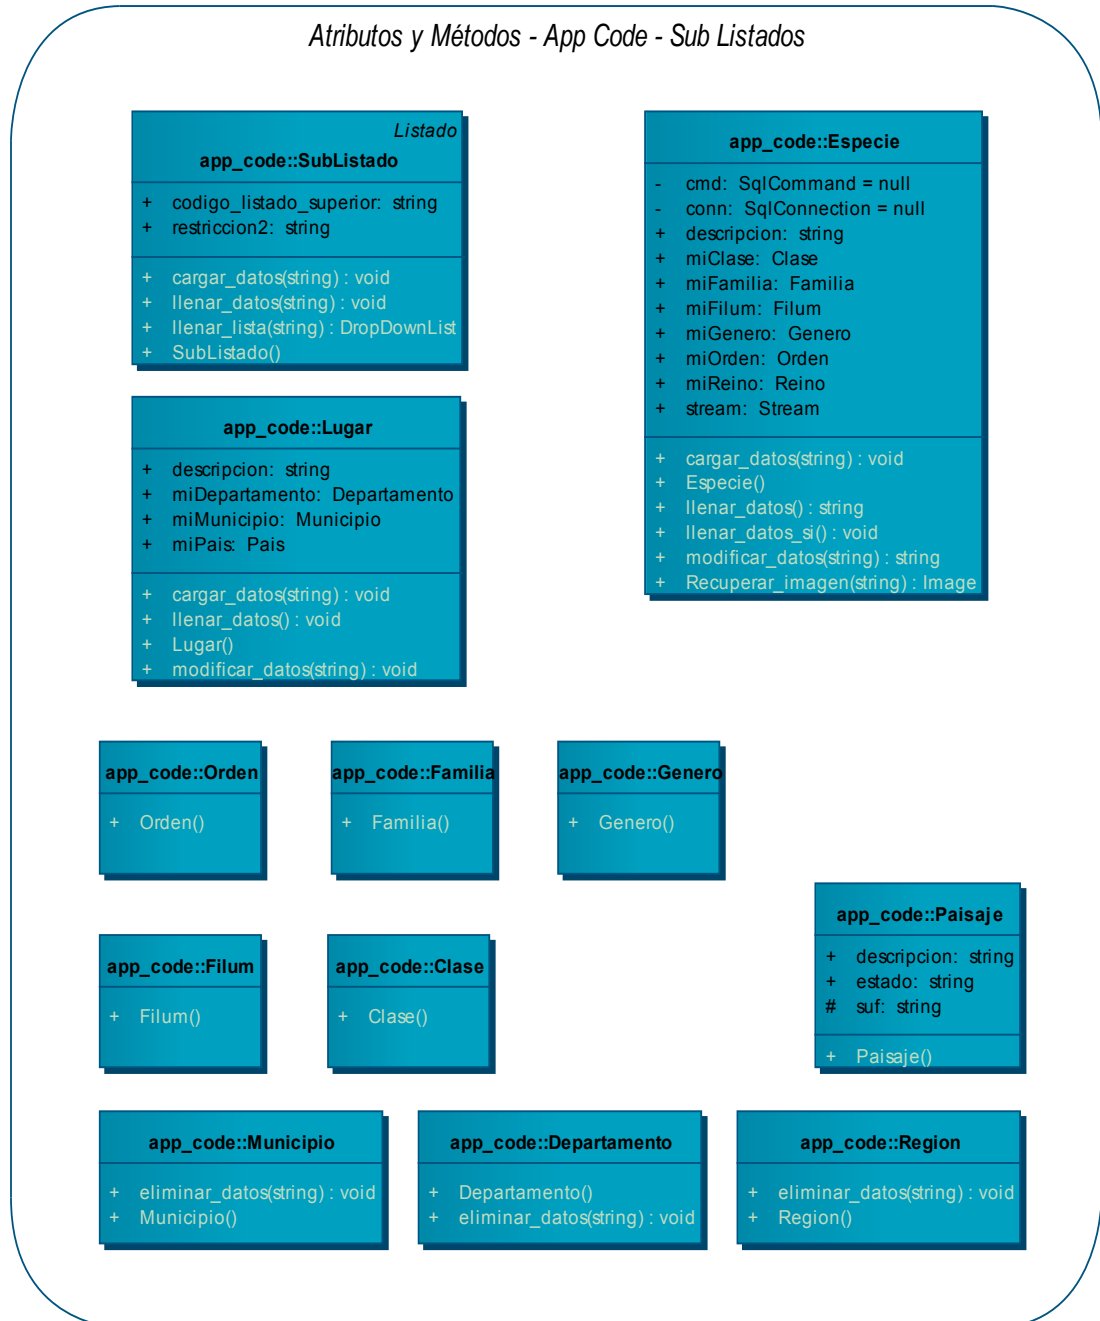 Atributos y Métodos - App Code - Sub Listados
Listado
app_code::SubListado
+ codigo_listado_superior: string
+ restriccion2: string
+ cargar_datos(string) : void
+ llenar_datos(string) : void
+ llenar_lista(string) : DropDownList
+ SubListado()
app_code::Especie
- cmd: SqlCommand = null
- conn: SqlConnection = null
+ descripcion: string
+ miClase: Clase
+ miFamilia: Familia
+ miFilum: Filum
+ miGenero: Genero
+ miOrden: Orden
+ miReino: Reino
+ stream: Stream
+ cargar_datos(string) : void
+ Especie()
+ llenar_datos() : string
+ llenar_datos_si() : void
+ modificar_datos(string) : string
+ Recuperar_imagen(string) : Image
app_code::Lugar
+ descripcion: string
+ miDepartamento: Departamento
+ miMunicipio: Municipio
+ miPais: Pais
+ cargar_datos(string) : void
+ llenar_datos() : void
+ Lugar()
+ modificar_datos(string) : void
app_code::Orden
+ Orden()
app_code::Familia
+ Familia()
app_code::Genero
+ Genero()
app_code::Paisaje
+ descripcion: string
+ estado: string
# suf: string
+ Paisaje()
app_code::Filum
+ Filum()
app_code::Clase
+ Clase()
app_code::Municipio
+ eliminar_datos(string) : void
+ Municipio()
app_code::Departamento
+ Departamento()
+ eliminar_datos(string) : void
app_code::Region
+ eliminar_datos(string) : void
+ Region()